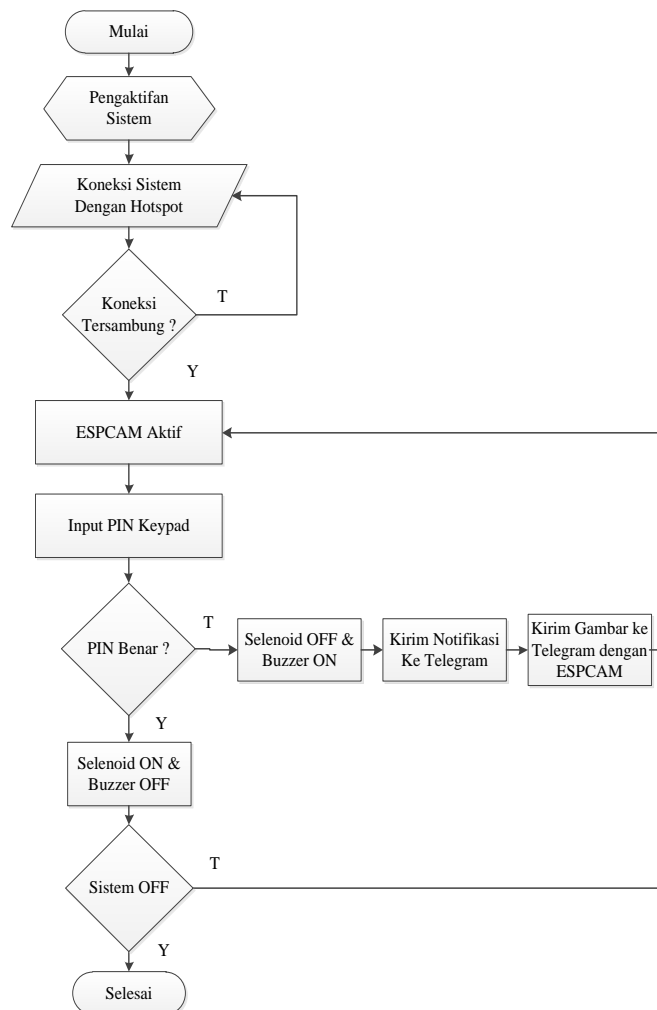 Mulai
Pengaktifan
Sistem
Koneksi Sistem
Dengan Hotspot
Koneksi
Tersambung ?
T
Y
ESPCAM Aktif
Input PIN Keypad
PIN Benar ?
T
Selenoid OFF &
Buzzer ON
Kirim Notifikasi
Ke Telegram
Kirim Gambar ke
Telegram dengan
ESPCAM
Y
Selenoid ON &
Buzzer OFF
Sistem OFF
T
Y
Selesai